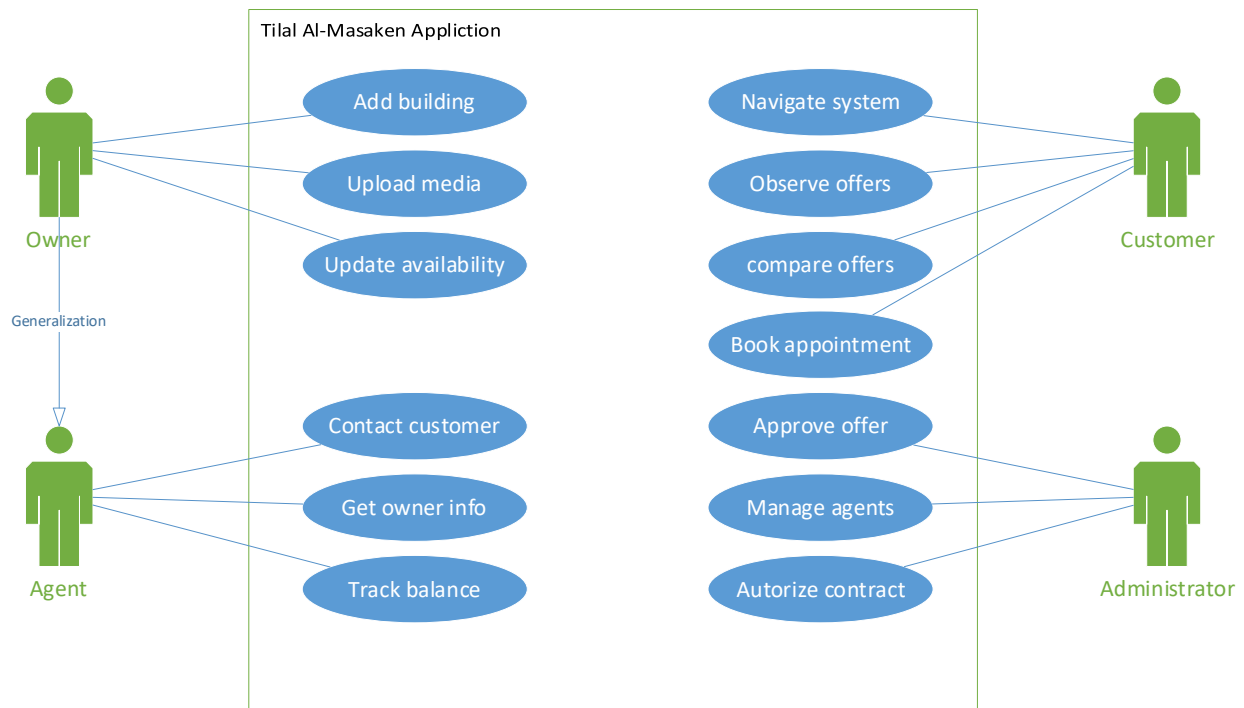 Tilal Al-Masaken Appliction
Add building
Navigate system
Upload media
Observe offers
Owner
Customer
Update availability
compare offers
Generalization
Book appointment
Contact customer
Approve offer
Get owner info
Manage agents
Agent
Track balance
Autorize contract
Administrator